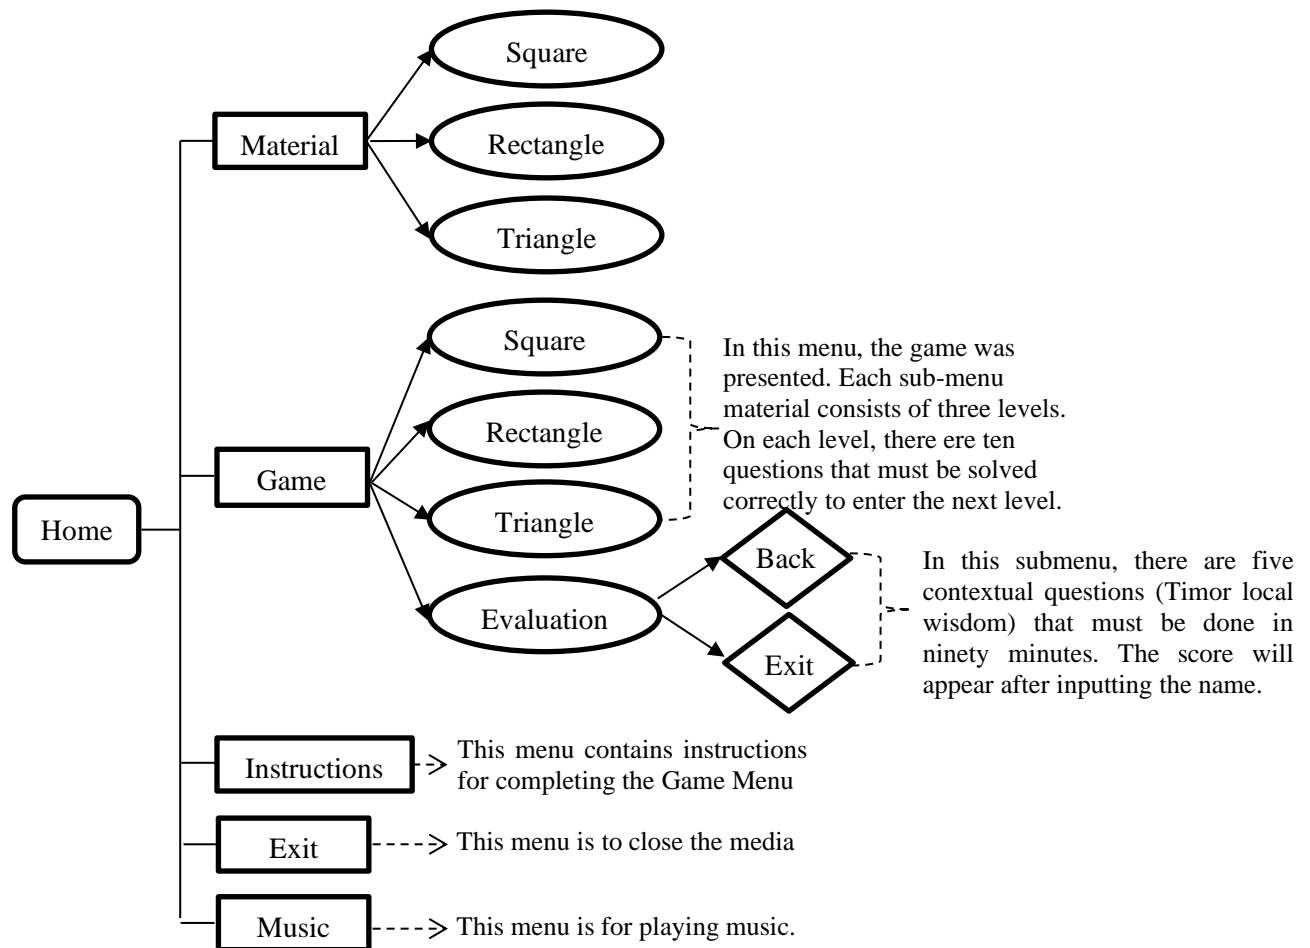 Square
Material
Rectangle
Triangle
Square
In this menu, the game was
presented. Each sub-menu
material consists of three levels.
On each level, there ere ten
questions that must be solved
correctly to enter the next level.
Rectangle
Game
Triangle
Home
Back
Evaluation
Exit
In this submenu, there are five
contextual questions (Timor local
wisdom) that must be done in
ninety minutes. The score will
appear after inputting the name.
Instructions
This menu contains instructions
for completing the Game Menu
Exit
This menu is to close the media
Music
This menu is for playing music.